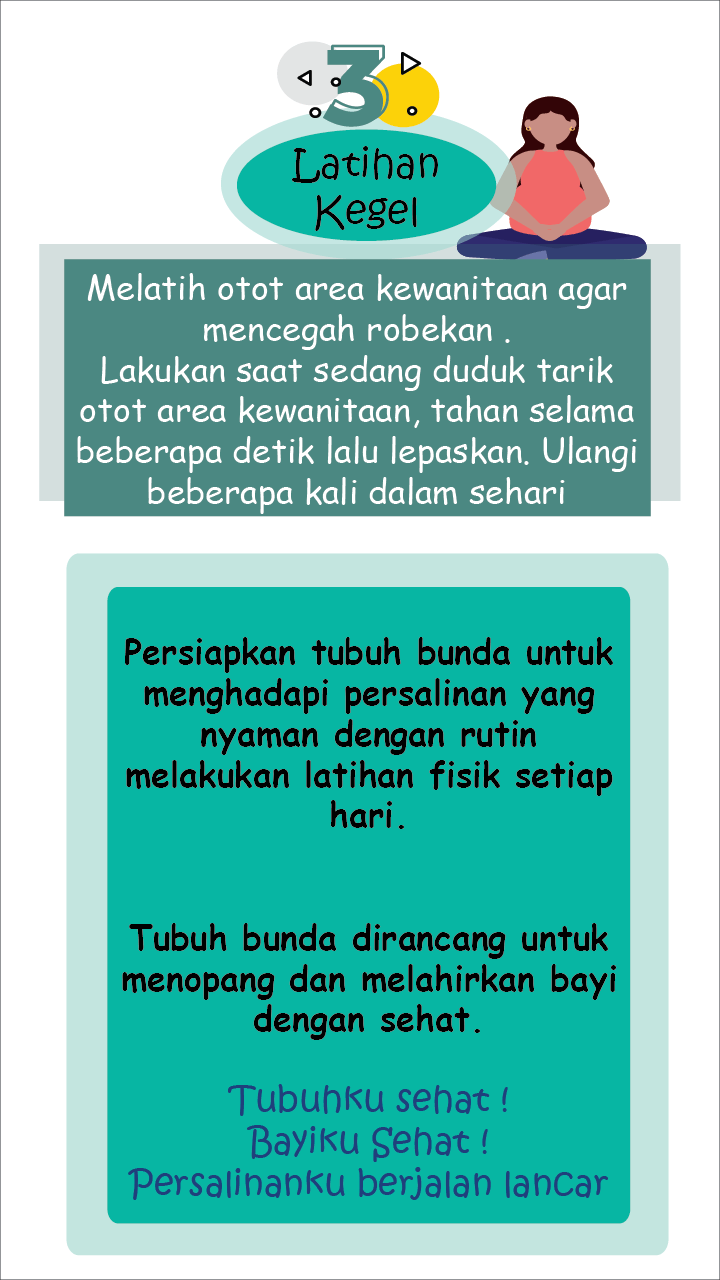 3
Latihan
Kegel
Melatih otot area kewanitaan agar
mencegah robekan .
Lakukan saat sedang duduk tarik
otot area kewanitaan, tahan selama
beberapa detik lalu lepaskan. Ulangi
beberapa kali dalam sehari
Persiapkan tubuh bunda untuk
menghadapi persalinan yang
nyaman dengan rutin
melakukan latihan fisik setiap
hari.
Tubuh bunda dirancang untuk
menopang dan melahirkan bayi
dengan sehat.
Tubuhku sehat !
Bayiku Sehat !
Persalinanku berjalan lancar